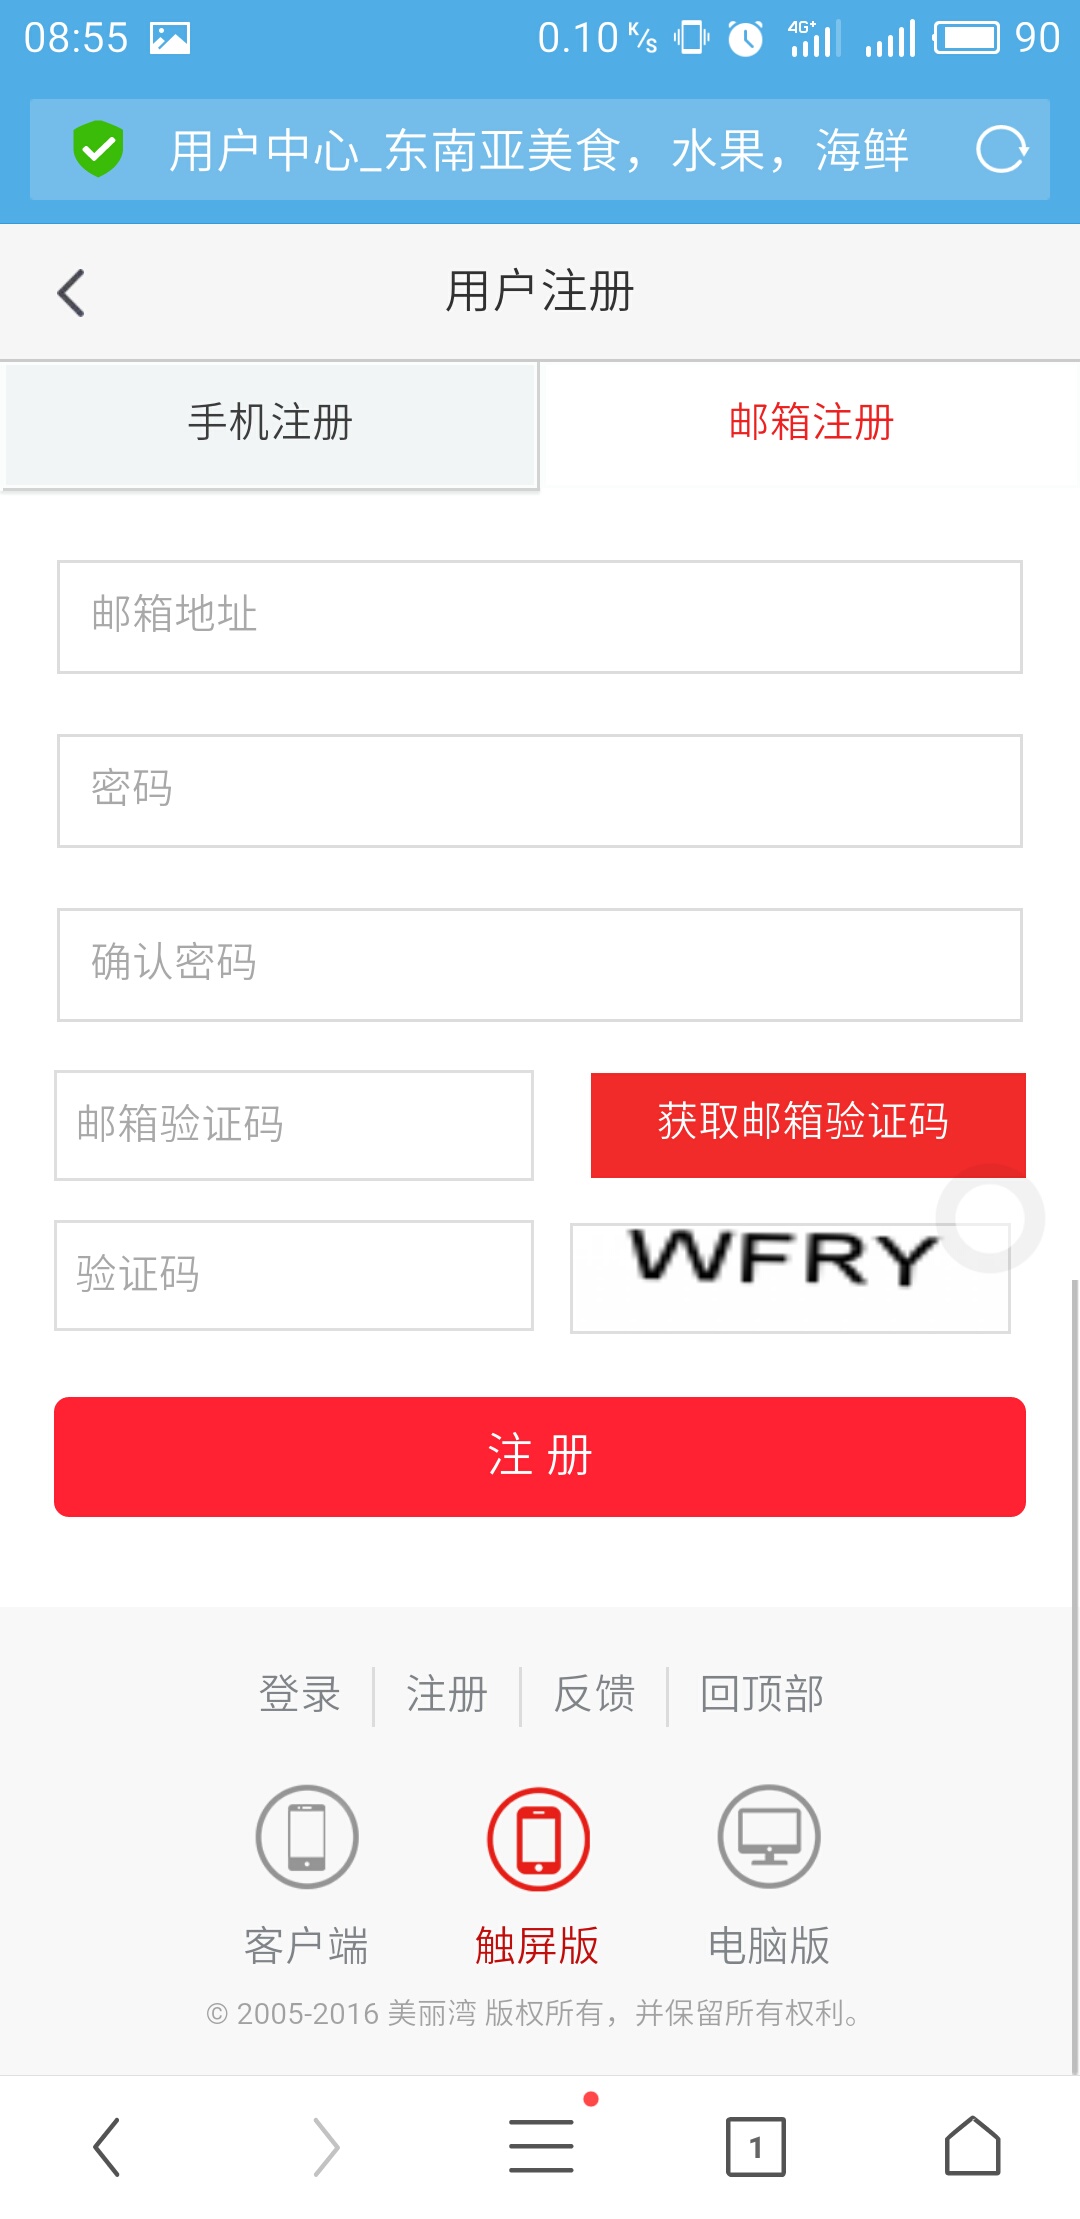 08:55 0.10 K/s 4G+ 90
用户中心_东南亚美食，水果，海鲜
用户注册
手机注册 邮箱注册
邮箱地址
密码
确认密码
邮箱验证码 获取邮箱验证码
验证码 WFRY
注 册
登录 注册 反馈 回顶部
客户端 触屏版 电脑版
© 2005-2016 美丽湾 版权所有，并保留所有权利。
1